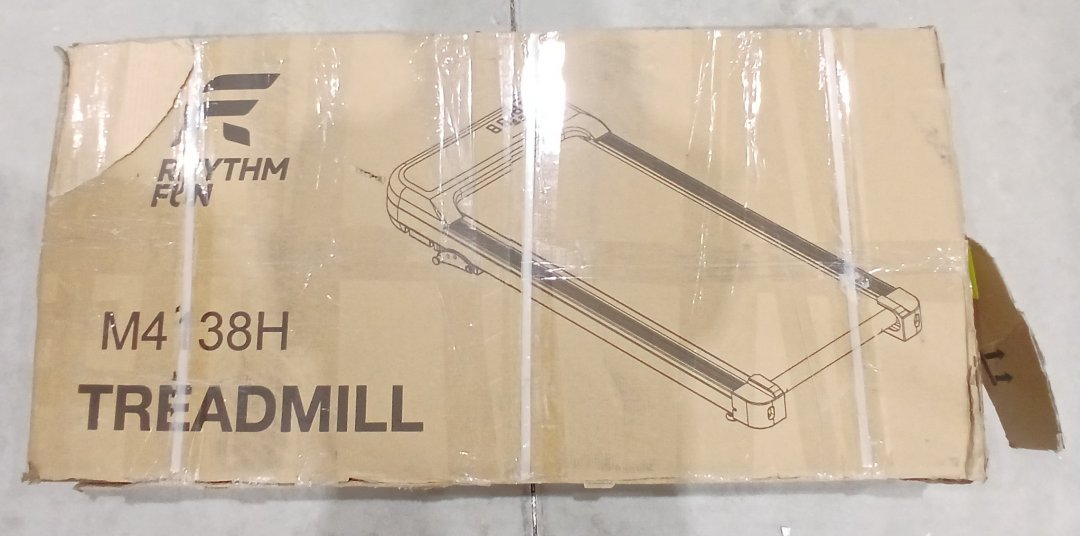 RHYTHM
FUN
M4138H
TREADMILL